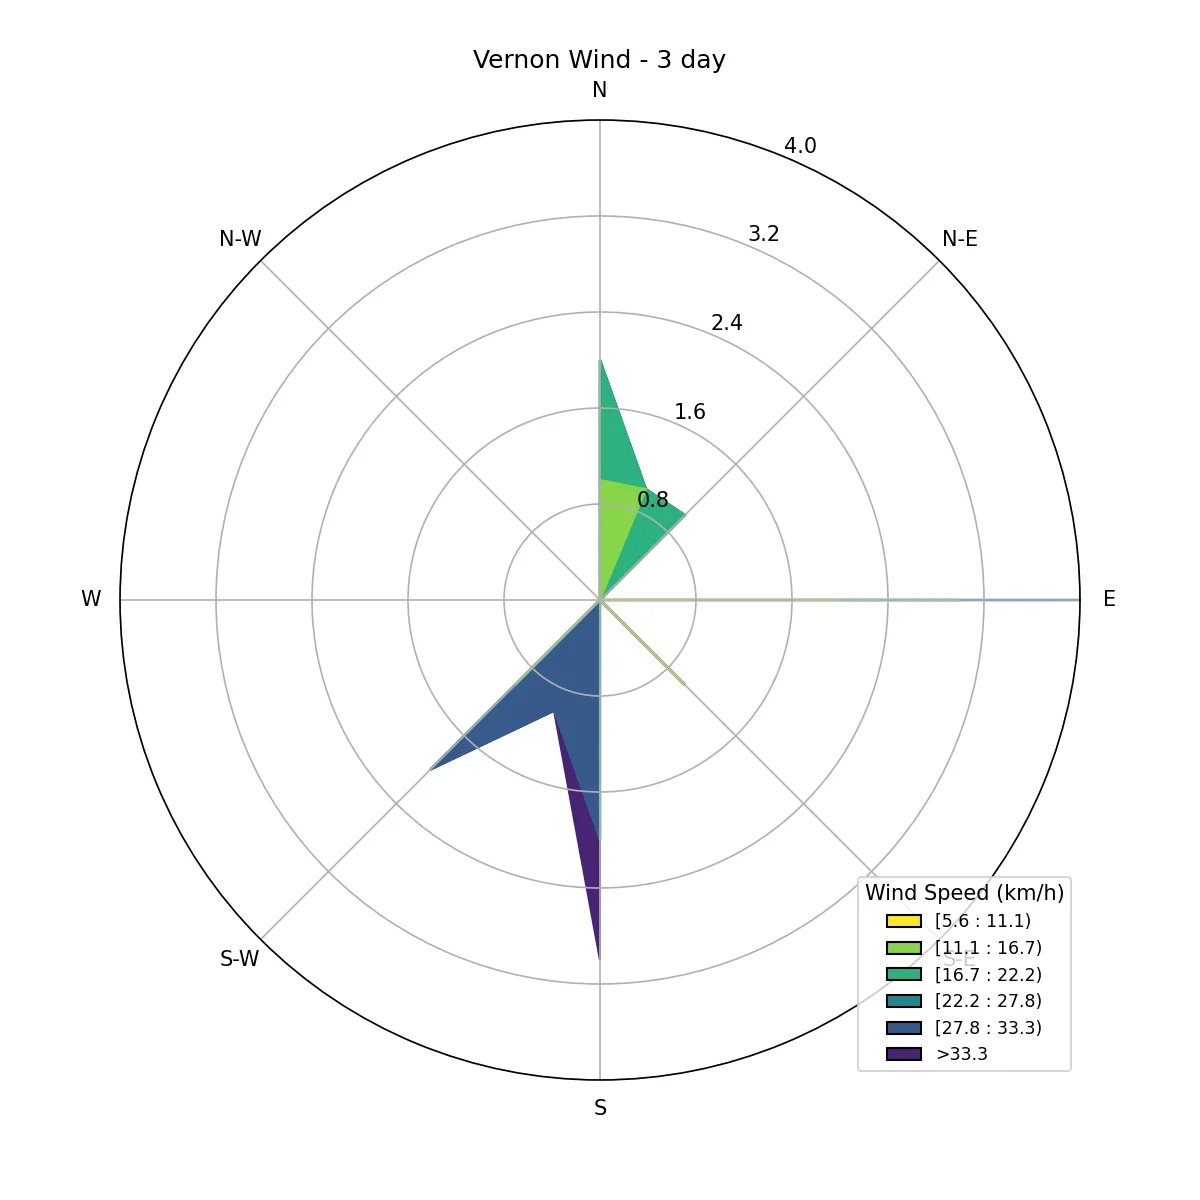 Vernon Wind - 3 day
N
4.0
N-W
3.2
N-E
2.4
1.6
0.8
W
E
Wind Speed (km/h)
[5.6 : 11.1)
[11.1 : 16.7)
S-W
S-E
[16.7 : 22.2)
[22.2 : 27.8)
[27.8 : 33.3)
>33.3
S